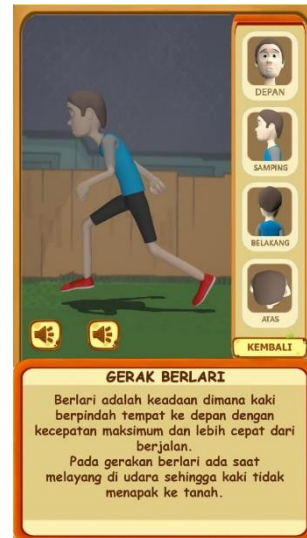 DEPAN
SAMPING
BELAKANG
ATAS
KEMBALI
GERAK BERLARI
Berlari adalah keadaan dimana kaki
berpindah tempat ke depan dengan
kecepatan maksimum dan lebih cepat dari
berjalan.
Pada gerakan berlari ada saat
melayang di udara sehingga kaki tidak
menapak ke tanah.